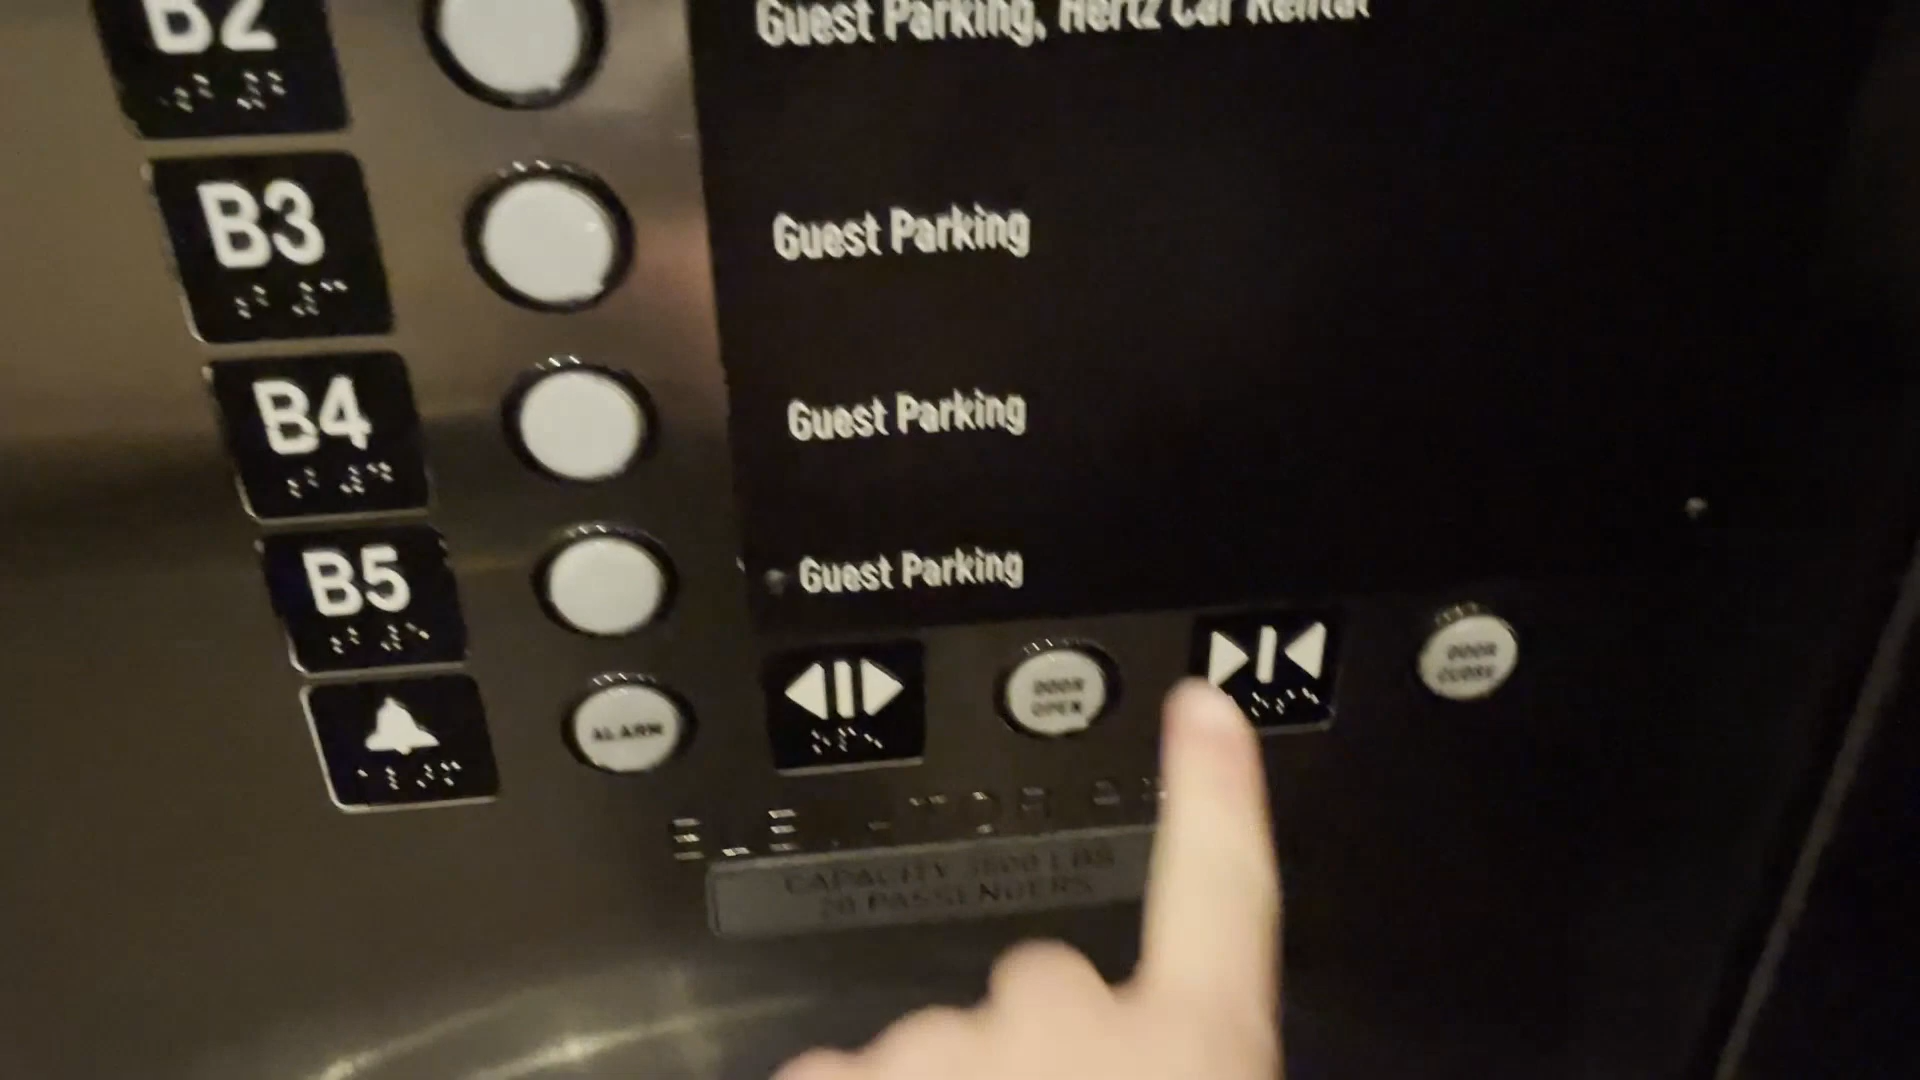 B2 Guest Parking, Hertz Car Rental
B3 Guest Parking
B4 Guest Parking
B5 Guest Parking
ALARM
DOOR
OPEN
DOOR
CLOSE
CAPACITY 3500 LBS
20 PASSENGERS